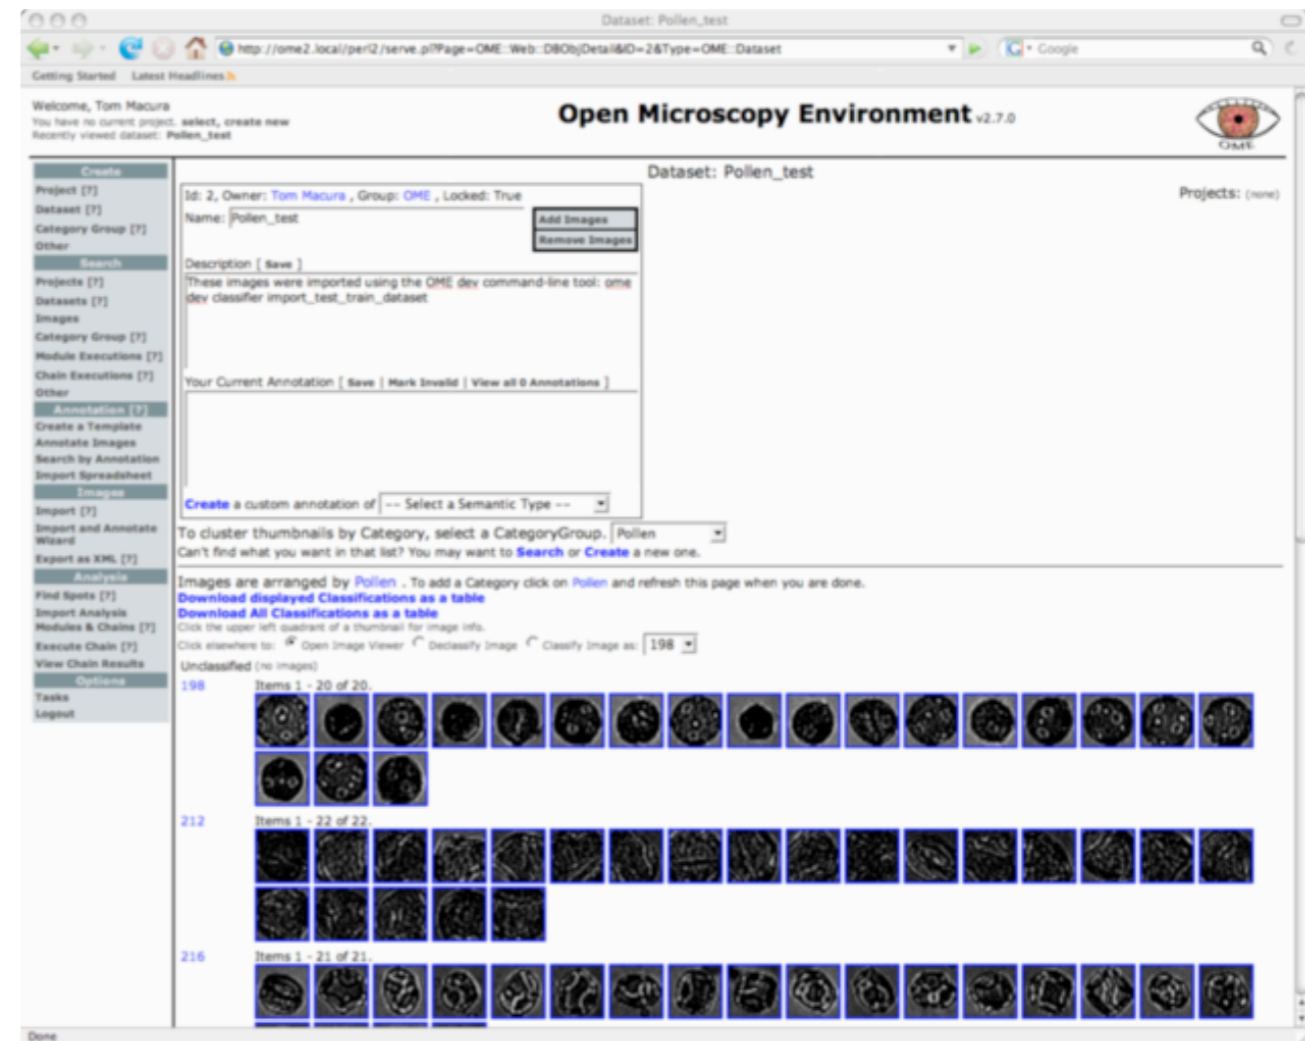 Dataset: Pollen_test
http://ome2.local/perl2/serve.pl?Page=OME::Web::DBObjDetail&ID=2&Type=OME::Dataset
Google
Getting Started Latest Headlines
Welcome, Tom Macura
You have no current project. select, create new
Recently viewed dataset: Pollen_test
Open Microscopy Environment v2.7.0
OME
Create
Project [?]
Dataset [?]
Category Group [?]
Other
Search
Projects [?]
Datasets [?]
Images
Category Group [?]
Module Executions [?]
Chain Executions [?]
Other
Annotation [?]
Create a Template
Annotate Images
Search by Annotation
Import Spreadsheet
Images
Import [?]
Import and Annotate
Wizard
Export as XML [?]
Analysis
Find Spots [?]
Import Analysis
Modules & Chains [?]
Execute Chain [?]
View Chain Results
Options
Tasks
Logout
Dataset: Pollen_test
Projects: (none)
Id: 2, Owner: Tom Macura , Group: OME , Locked: True
Name: Pollen_test
Add Images
Remove Images
Description [ Save ]
These images were imported using the OME dev command-line tool: ome
dev classifier import_test_train_dataset
Your Current Annotation [ Save | Mark Invalid | View all 0 Annotations ]
Create a custom annotation of -- Select a Semantic Type --
To cluster thumbnails by Category, select a CategoryGroup. Pollen
Can't find what you want in that list? You may want to Search or Create a new one.
Images are arranged by Pollen . To add a Category click on Pollen and refresh this page when you are done.
Download displayed Classifications as a table
Download All Classifications as a table
Click the upper left quadrant of a thumbnail for image info.
Click elsewhere to: Open Image Viewer Declassify Image Classify Image as: 198
Unclassified (no images)
198 Items 1 - 20 of 20.
212 Items 1 - 22 of 22.
216 Items 1 - 21 of 21.
Done